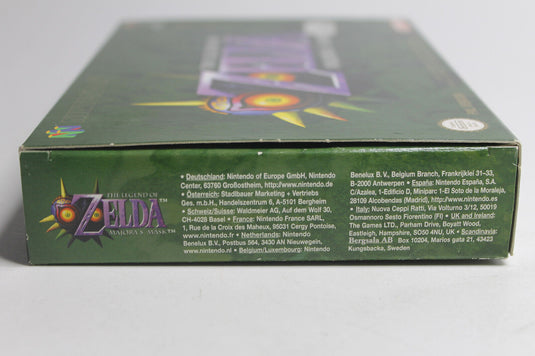 THE LEGEND OF
ZELDA
MAJORA'S MASK™
• Deutschland: Nintendo of Europe GmbH, Nintendo
Center, 63760 Großostheim, http://www.nintendo.de
• Österreich: Stadlbauer Marketing + Vertriebs
Ges. m.b.H., Handelszentrum 6, A-5101 Bergheim
• Schweiz/Suisse: Waldmeier AG, Auf dem Wolf 30,
CH-4028 Basel • France: Nintendo France SARL,
1, Rue de la Croix des Maheux, 95031 Cergy Pontoise,
www.nintendo.fr • Netherlands: Nintendo
Benelux B.V., Postbus 564, 3430 AN Nieuwegein,
www.nintendo.nl • Belgium/Luxembourg: Nintendo
Benelux B. V., Belgium Branch, Frankrijklei 31-33,
B-2000 Antwerpen • España: Nintendo España, S.A.
C/Azalea, 1-Edificio D, Miniparc 1-El Soto de la Moraleja,
28109 Alcobendas (Madrid), http://www.nintendo.es
• Italy: Nuova Ceppi Ratti, Via Volturno 3/12, 50019
Osmannoro Sesto Fiorentino (FI) • UK and Ireland:
The Games LTD., Parham Drive, Boyatt Wood,
Eastleigh, Hampshire, SO50 4NU, UK • Scandinavia:
Bergsala AB Box 10204, Marios gata 21, 43423
Kungsbacka, Sweden